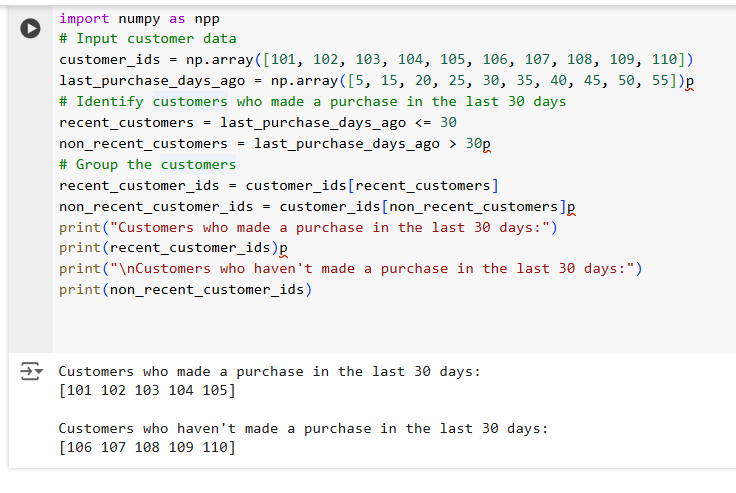 import numpy as npp
# Input customer data
customer_ids = np.array([101, 102, 103, 104, 105, 106, 107, 108, 109, 110])
last_purchase_days_ago = np.array([5, 15, 20, 25, 30, 35, 40, 45, 50, 55])p
# Identify customers who made a purchase in the last 30 days
recent_customers = last_purchase_days_ago <= 30
non_recent_customers = last_purchase_days_ago > 30p
# Group the customers
recent_customer_ids = customer_ids[recent_customers]
non_recent_customer_ids = customer_ids[non_recent_customers]p
print("Customers who made a purchase in the last 30 days:")
print(recent_customer_ids)p
print("\nCustomers who haven't made a purchase in the last 30 days:")
print(non_recent_customer_ids)
Customers who made a purchase in the last 30 days:
[101 102 103 104 105]
Customers who haven't made a purchase in the last 30 days:
[106 107 108 109 110]